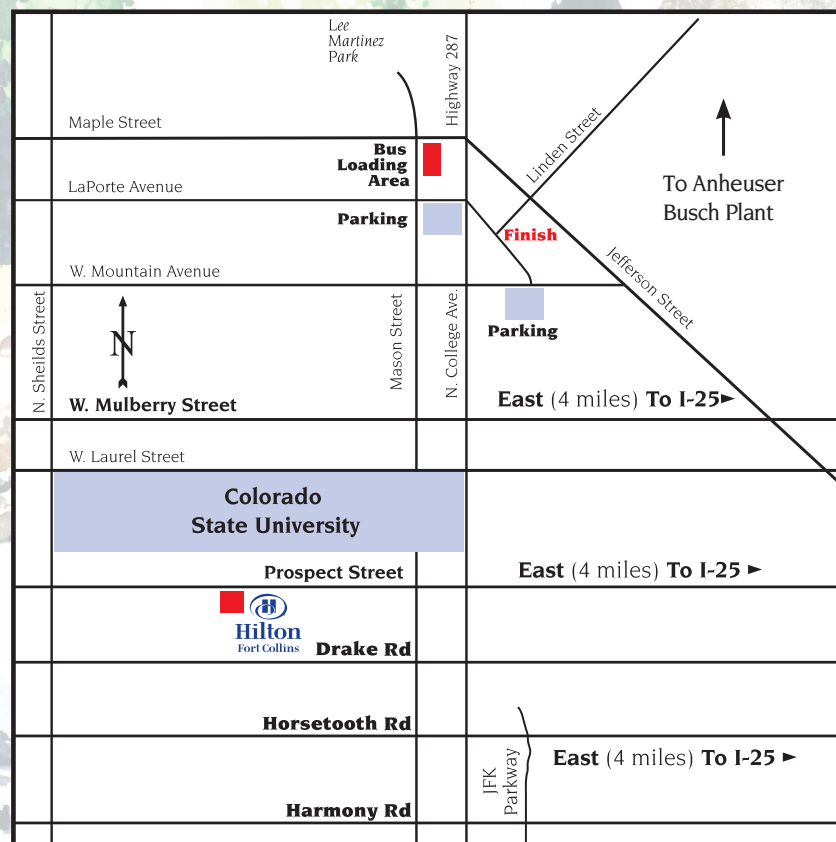 Lee
Martinez
Park
Highway 287
Maple Street
Bus
Loading
Area
Linden Street
To Anheuser
Busch Plant
LaPorte Avenue
Parking
Finish
W. Mountain Avenue
Jefferson Street
N. Sheilds Street
N
Mason Street
N. College Ave.
Parking
W. Mulberry Street
East (4 miles) To I-25
W. Laurel Street
Colorado
State University
Prospect Street
East (4 miles) To I-25
H
Hilton
Fort Collins
Drake Rd
Horsetooth Rd
JFK
Parkway
East (4 miles) To I-25
Harmony Rd